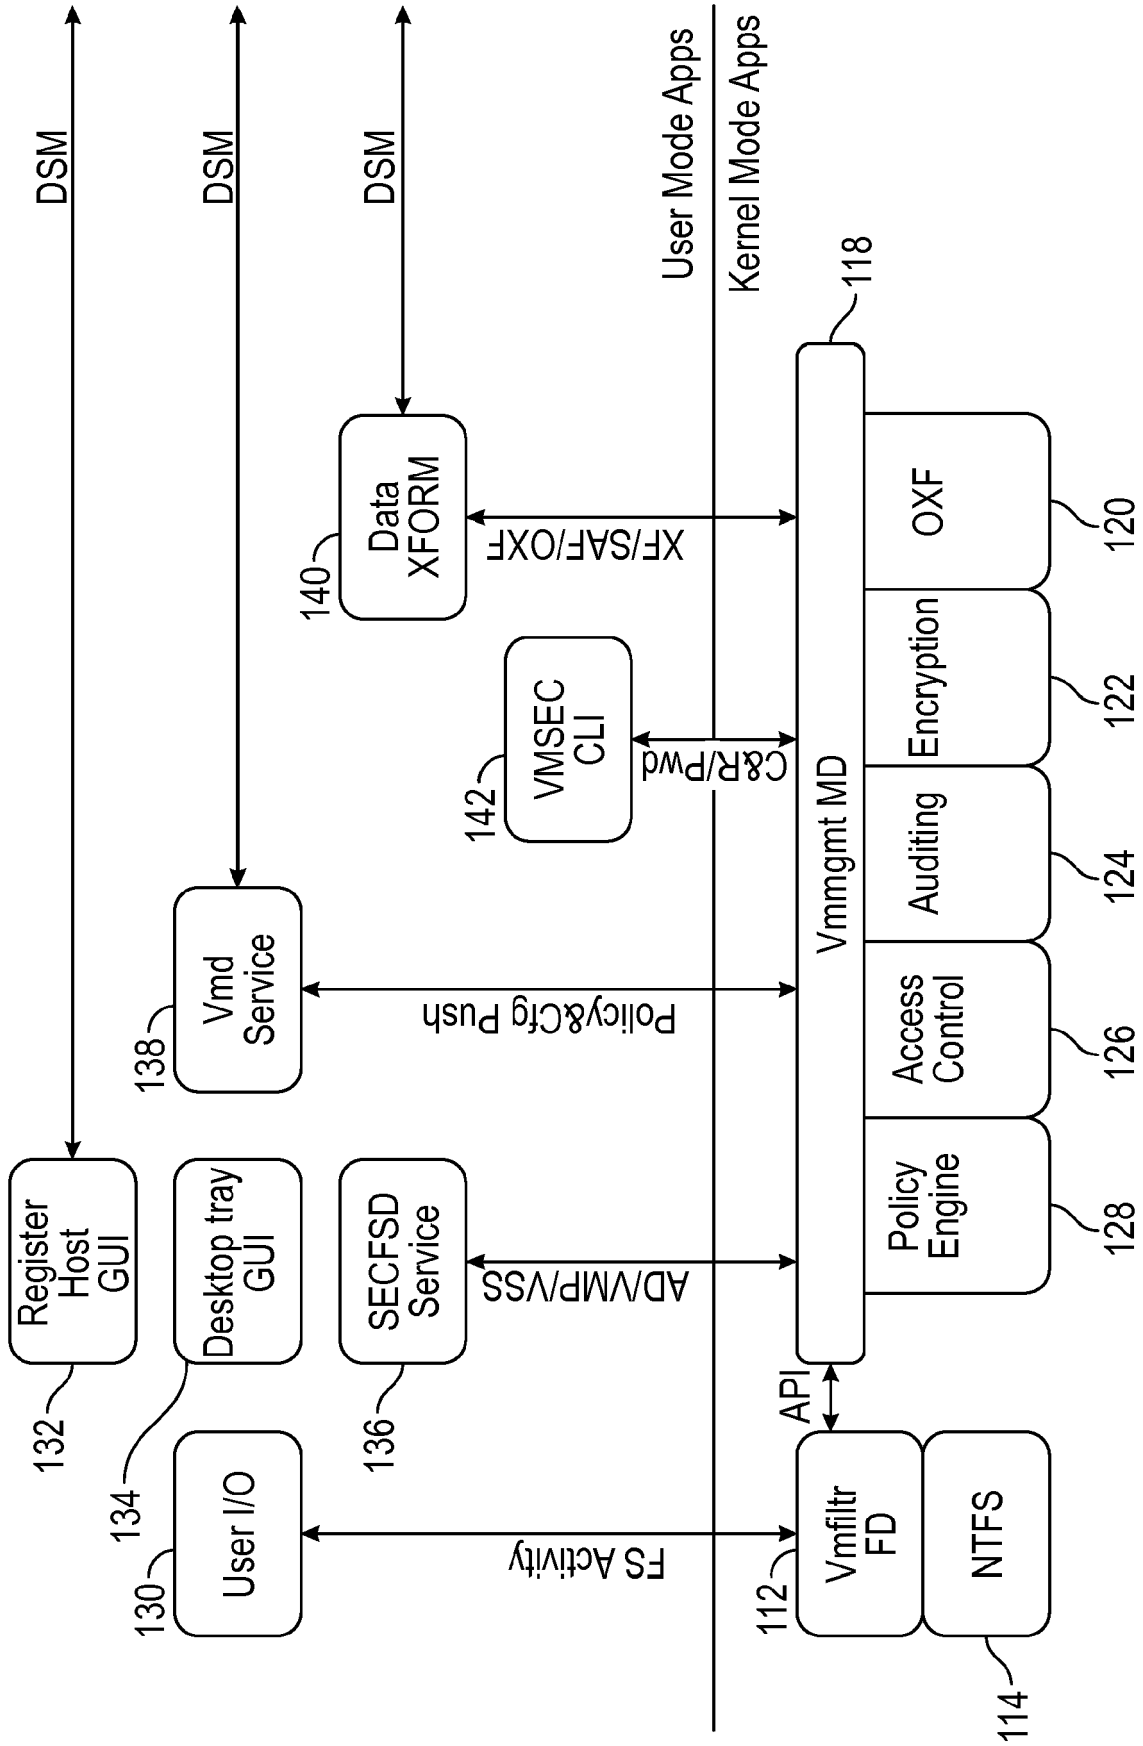 DSM
DSM
DSM
Register
Host
GUI
132
Desktop tray
GUI
134
User I/O
130
Vmd
Service
138
SECFSD
Service
136
Data
XFORM
140
VMSEC
CLI
142
FS Activity
AD/VMP/VSS
Policy&Cfg Push
C&R/Pwd
XF/SAF/OXF
User Mode Apps
Kernel Mode Apps
Vmfiltr
FD
112
API
Vmmgmt MD
118
NTFS
114
Policy
Engine
128
Access
Control
126
Auditing
124
Encryption
122
OXF
120